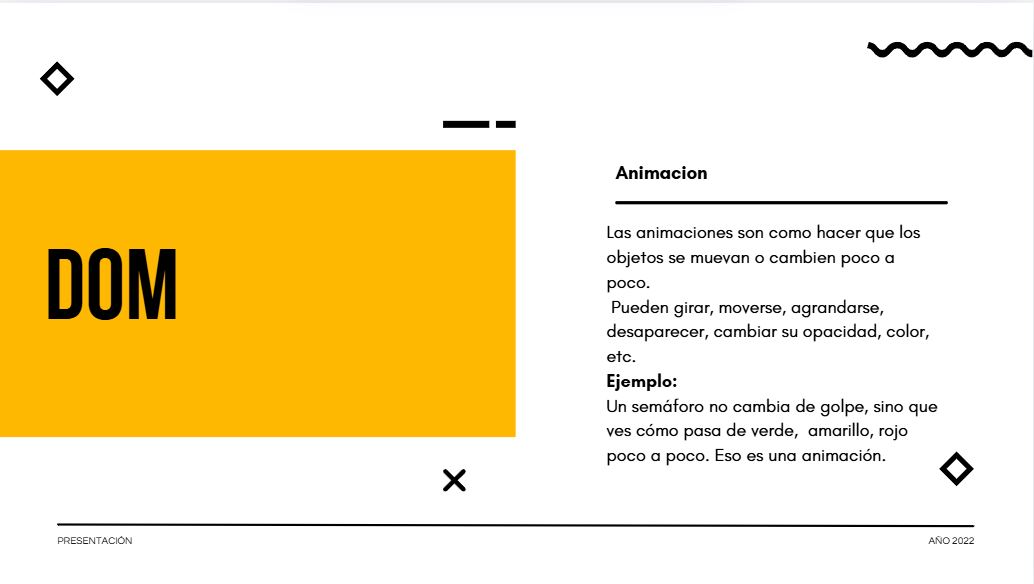 DOM
Animacion
Las animaciones son como hacer que los
objetos se muevan o cambien poco a
poco.
Pueden girar, moverse, agrandarse,
desaparecer, cambiar su opacidad, color,
etc.
Ejemplo:
Un semáforo no cambia de golpe, sino que
ves cómo pasa de verde,  amarillo, rojo
poco a poco. Eso es una animación.
PRESENTACIÓN
AÑO 2022